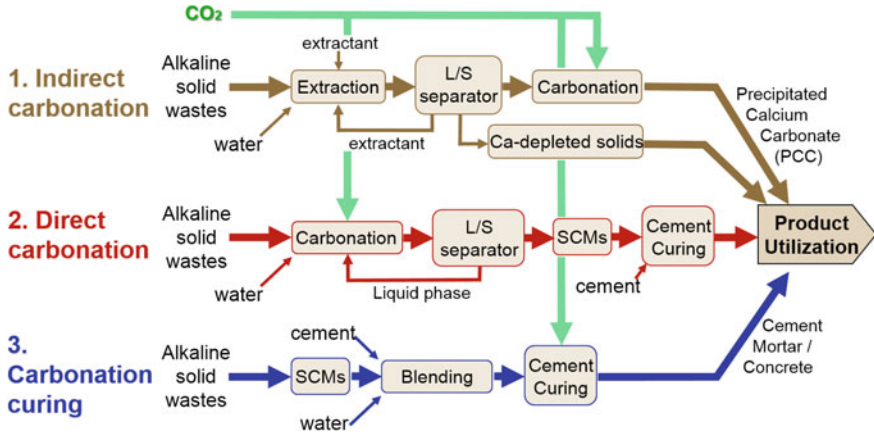 CO₂
1. Indirect
carbonation
Alkaline
solid
wastes
water
extractant
Extraction
extractant
L/S
separator
Carbonation
Ca-depleted solids
Precipitated
Calcium
Carbonate
(PCC)
2. Direct
carbonation
Alkaline
solid
wastes
water
Carbonation
Liquid phase
L/S
separator
SCMs
cement
Cement
Curing
Product
Utilization
3.
Carbonation
curing
Alkaline
solid
wastes
SCMs
cement
water
Blending
Cement
Curing
Cement
Mortar /
Concrete